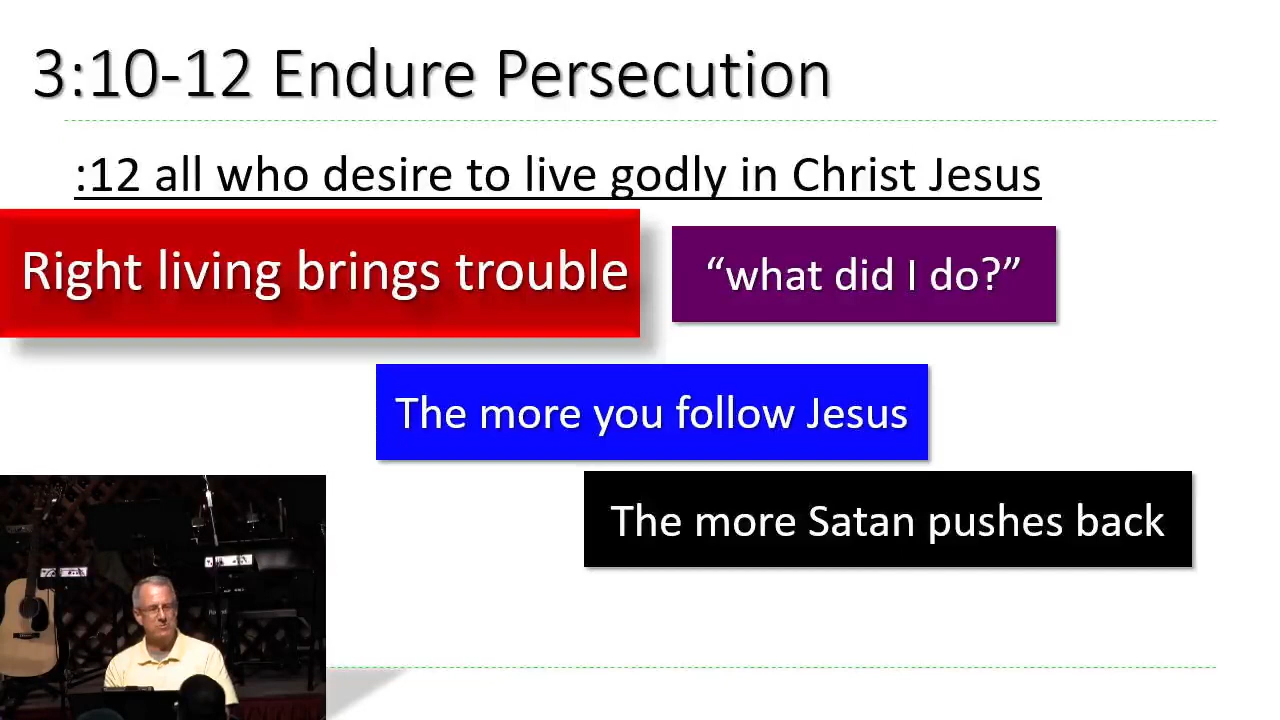 3:10-12 Endure Persecution
:12 all who desire to live godly in Christ Jesus
Right living brings trouble
“what did I do?”
The more you follow Jesus
The more Satan pushes back